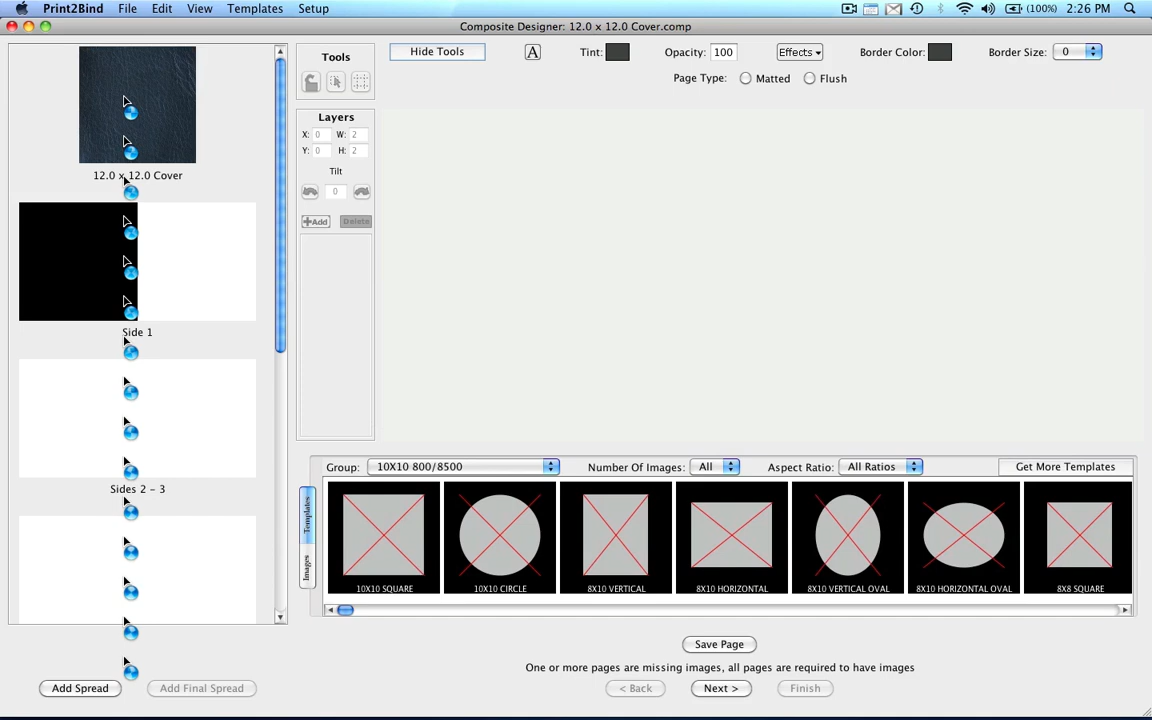 Print2Bind File Edit View Templates Setup (100%) 2:26 PM
Composite Designer: 12.0 x 12.0 Cover.comp
Tools
Hide Tools A Tint: Opacity: 100 Effects Border Color: Border Size: 0
Page Type: Matted Flush
Layers
X: 0 W: 2
Y: 0 H: 2
Tilt
0
+Add Delete
12.0 x 12.0 Cover
Side 1
Sides 2 - 3
Add Spread Add Final Spread
Group: 10X10 800/8500 Number Of Images: All Aspect Ratio: All Ratios Get More Templates
Templates
Images
10X10 SQUARE 10X10 CIRCLE 8X10 VERTICAL 8X10 HORIZONTAL 8X10 VERTICAL OVAL 8X10 HORIZONTAL OVAL 8X8 SQUARE
Save Page
One or more pages are missing images, all pages are required to have images
< Back Next > Finish